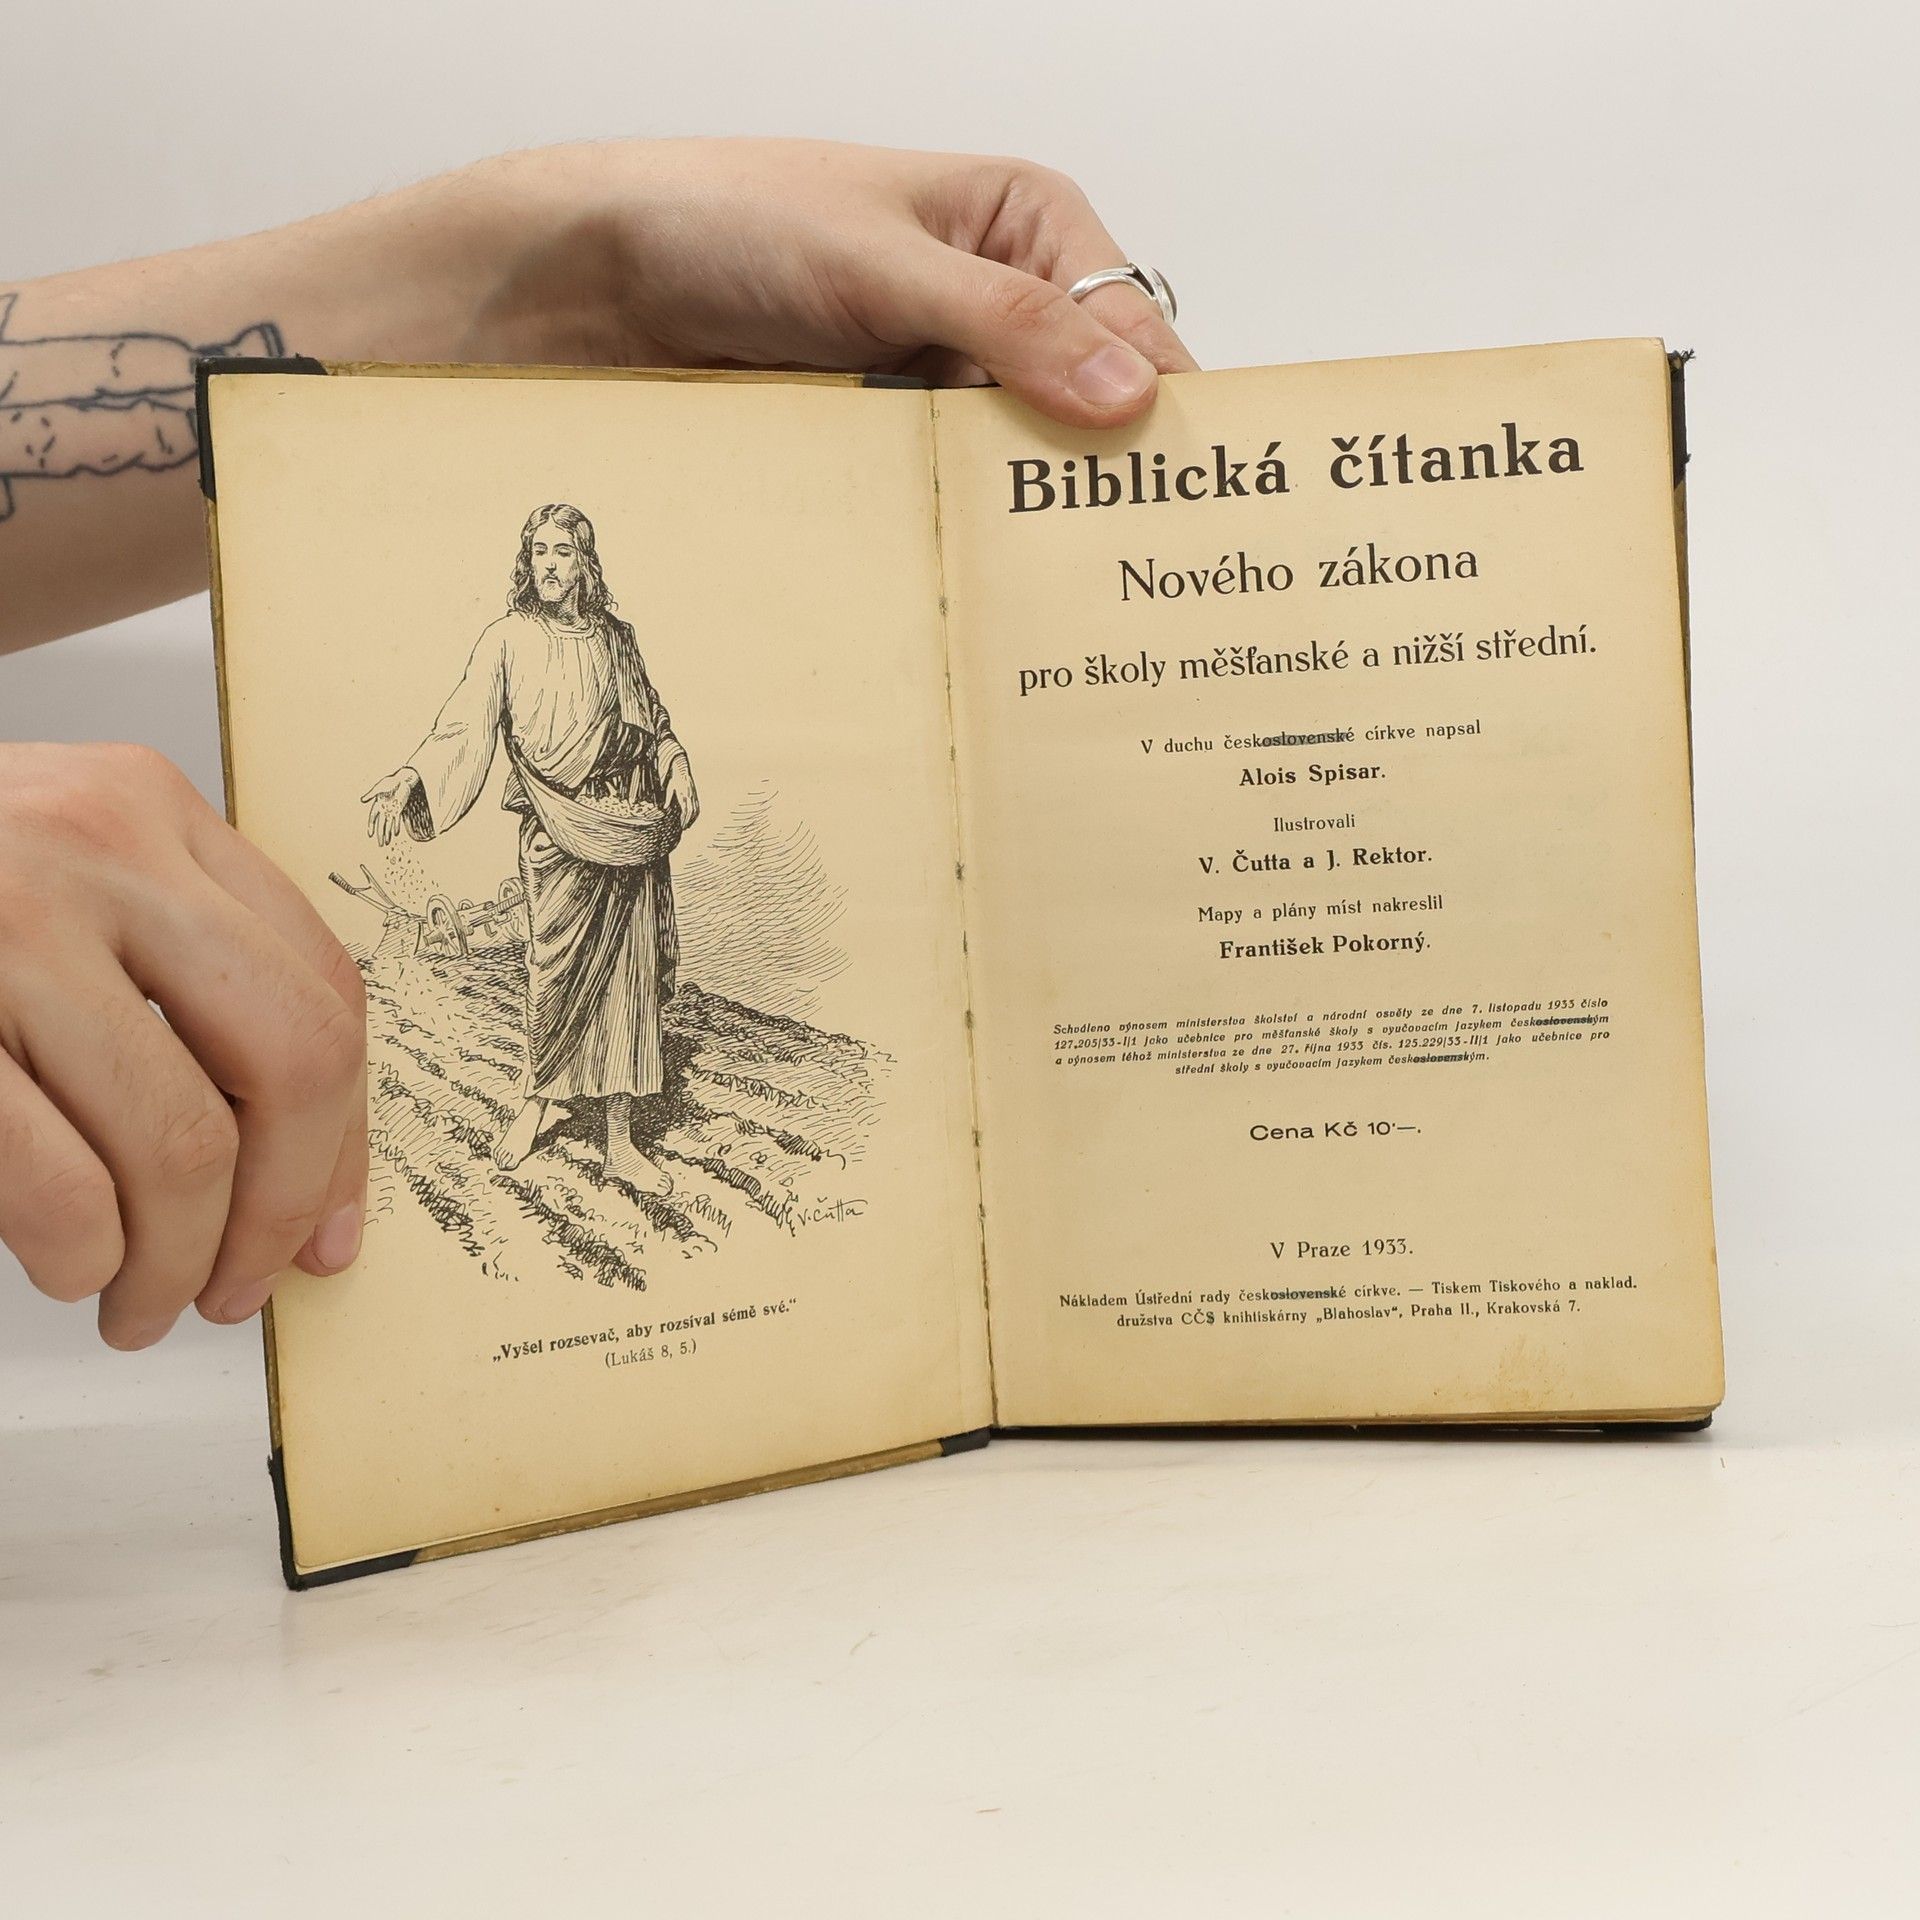 V. Čutta
„Vyšel rozsevač, aby rozsíval sémě své.“
(Lukáš 8, 5.)
Biblická čítanka
Nového zákona
pro školy měšťanské a nižší střední.
V duchu československé církve napsal
Alois Spisar.
Ilustrovali
V. Čutta a J. Rektor.
Mapy a plány míst nakreslil
František Pokorný.
Schváleno výnosem ministerstva školství a národní osvěty ze dne 7. listopadu 1933 číslo
127.205/33-I/1 jako učebnice pro měšťanské školy s vyučovacím jazykem československým
a výnosem téhož ministerstva ze dne 27. října 1933 čís. 125.229/33-II/1 jako učebnice pro
střední školy s vyučovacím jazykem československým.
Cena Kč 10·—.
V Praze 1933.
Nákladem Ústřední rady československé církve. — Tiskem Tiskového a naklad.
družstva CČS knihtiskárny „Blahoslav“, Praha II., Krakovská 7.